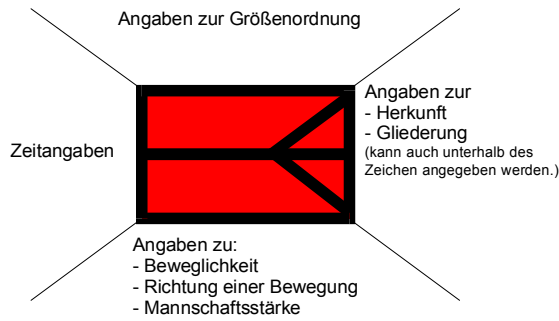 Angaben zur Größenordnung
Zeitangaben
Angaben zur
- Herkunft
- Gliederung
(kann auch unterhalb des
Zeichen angegeben werden.)
Angaben zu:
- Beweglichkeit
- Richtung einer Bewegung
- Mannschaftsstärke